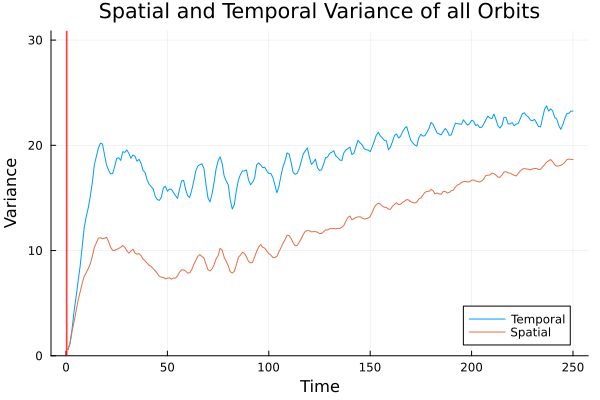 Spatial and Temporal Variance of all Orbits
30
20
10
0
Variance
0 50 100 150 200 250
Time
Temporal
Spatial